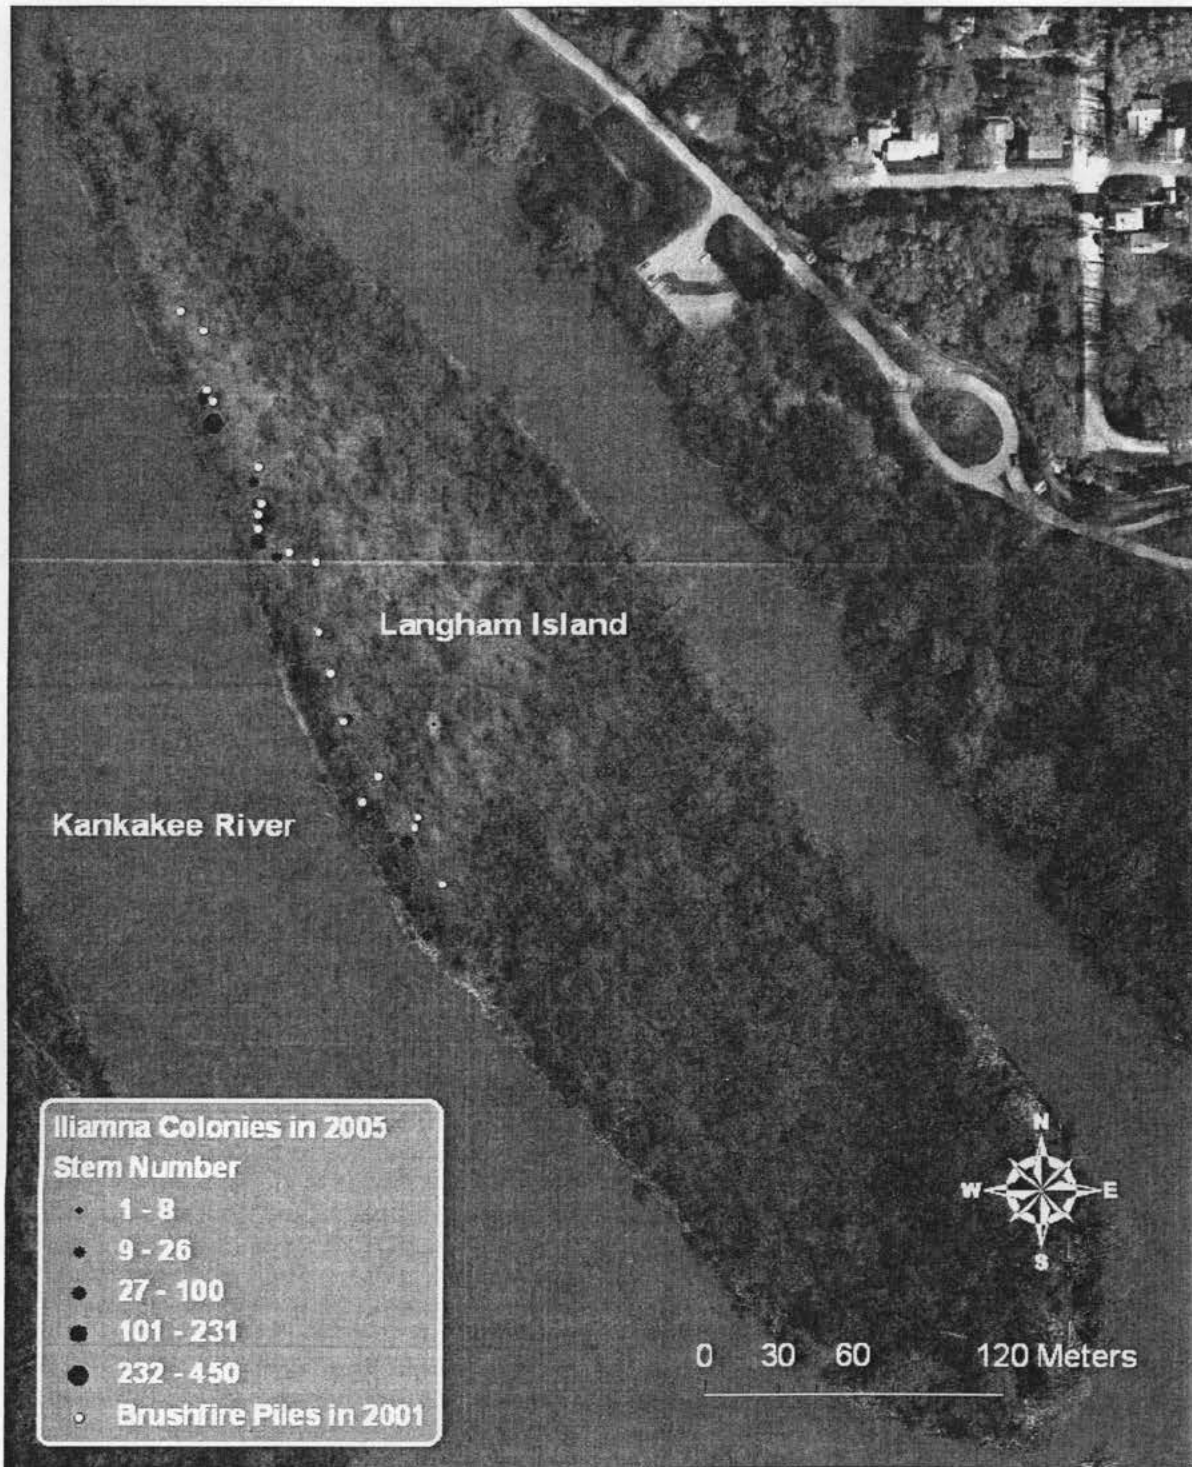 Langham Island
Kankakee River
Iliamna Colonies in 2005
Stem Number
1 - 8
9 - 26
27 - 100
101 - 231
232 - 450
Brushfire Piles in 2001
N
W E
S
0 30 60 120 Meters